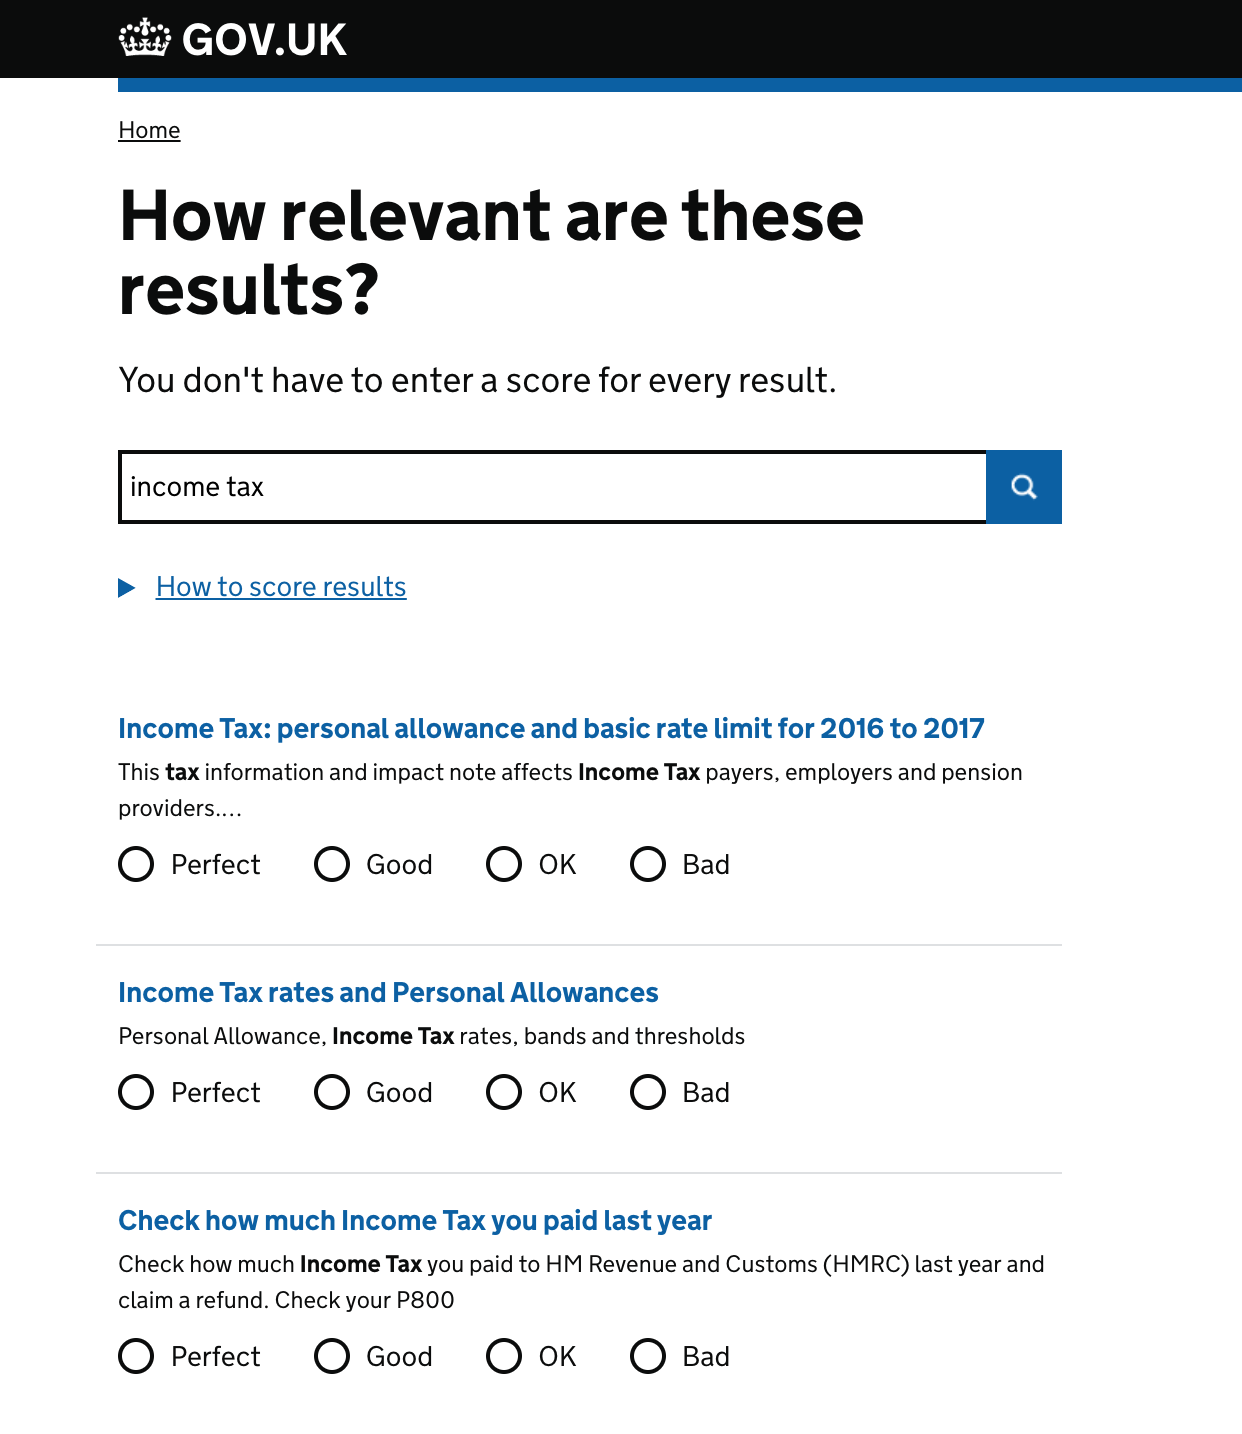 GOV.UK
Home
How relevant are these
results?
You don't have to enter a score for every result.
income tax
How to score results
Income Tax: personal allowance and basic rate limit for 2016 to 2017
This tax information and impact note affects Income Tax payers, employers and pension
providers.…
Perfect Good OK Bad
Income Tax rates and Personal Allowances
Personal Allowance, Income Tax rates, bands and thresholds
Perfect Good OK Bad
Check how much Income Tax you paid last year
Check how much Income Tax you paid to HM Revenue and Customs (HMRC) last year and
claim a refund. Check your P800
Perfect Good OK Bad